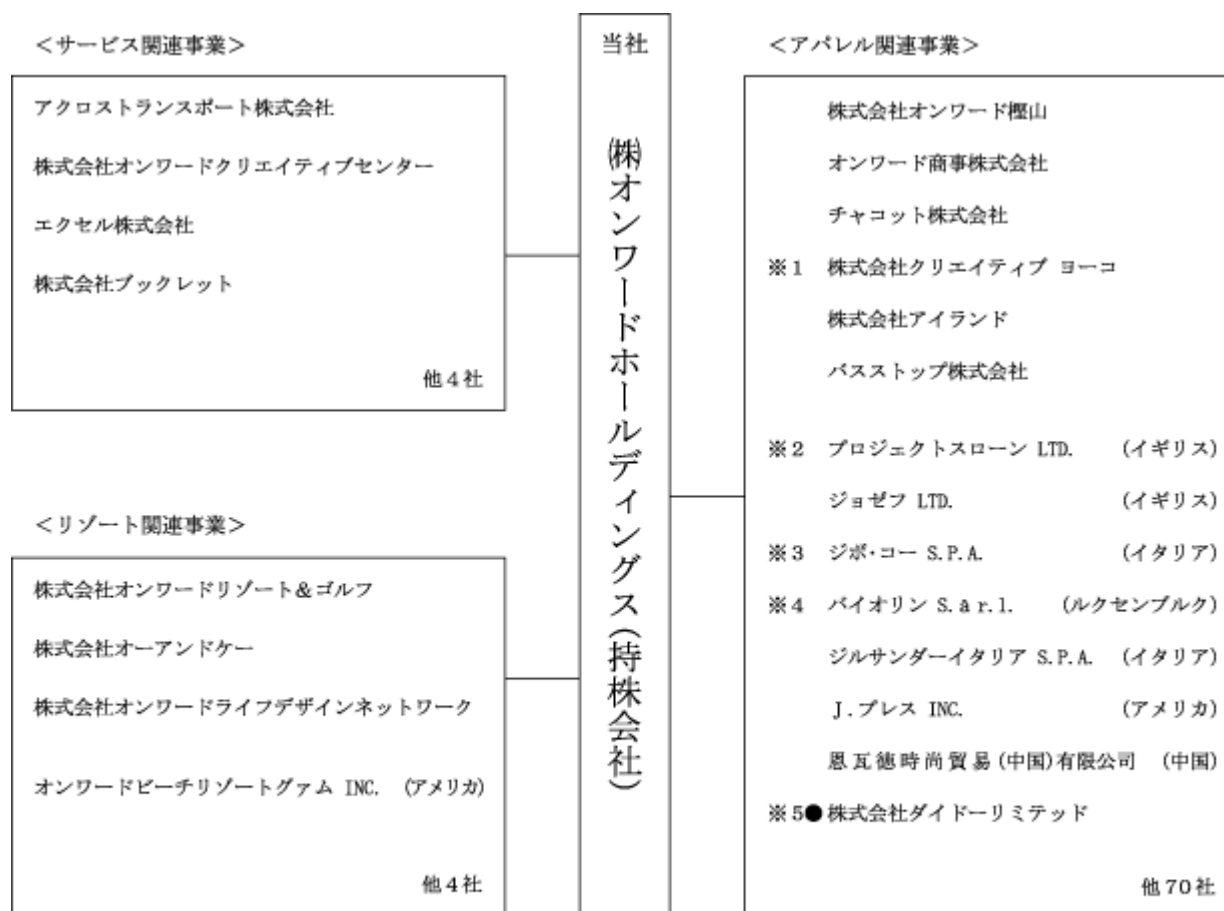 ＜サービス関連事業＞
アクロストランスポート株式会社
株式会社オンワードクリエイティブセンター
エクセル株式会社
株式会社ブックレット
他４社
＜リゾート関連事業＞
株式会社オンワードリゾート＆ゴルフ
株式会社オーアンドケー
株式会社オンワードライフデザインネットワーク
オンワードビーチリゾートグァム INC. (アメリカ)
他４社
当社
㈱オンワードホールディングス(持株会社)
＜アパレル関連事業＞
株式会社オンワード樫山
オンワード商事株式会社
チャコット株式会社
※１ 株式会社クリエイティブ ヨーコ
株式会社アイランド
バスストップ株式会社
※２ プロジェクトスローン LTD. (イギリス)
ジョゼフ LTD. (イギリス)
※３ ジボ・コー S.P.A. (イタリア)
※４ バイオリン S.a r.l. (ルクセンブルク)
ジルサンダーイタリア S.P.A. (イタリア)
J.プレス INC. (アメリカ)
恩瓦徳時尚貿易(中国)有限公司 (中国)
※５●株式会社ダイドーリミテッド
他70社